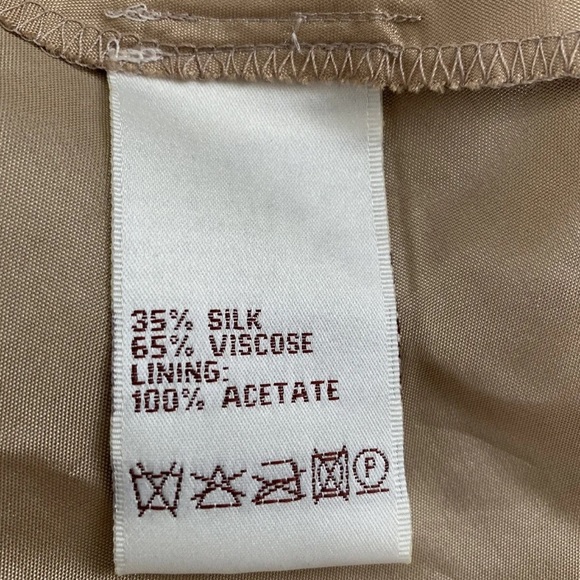 35% SILK
65% VISCOSE
LINING:
100% ACETATE
P